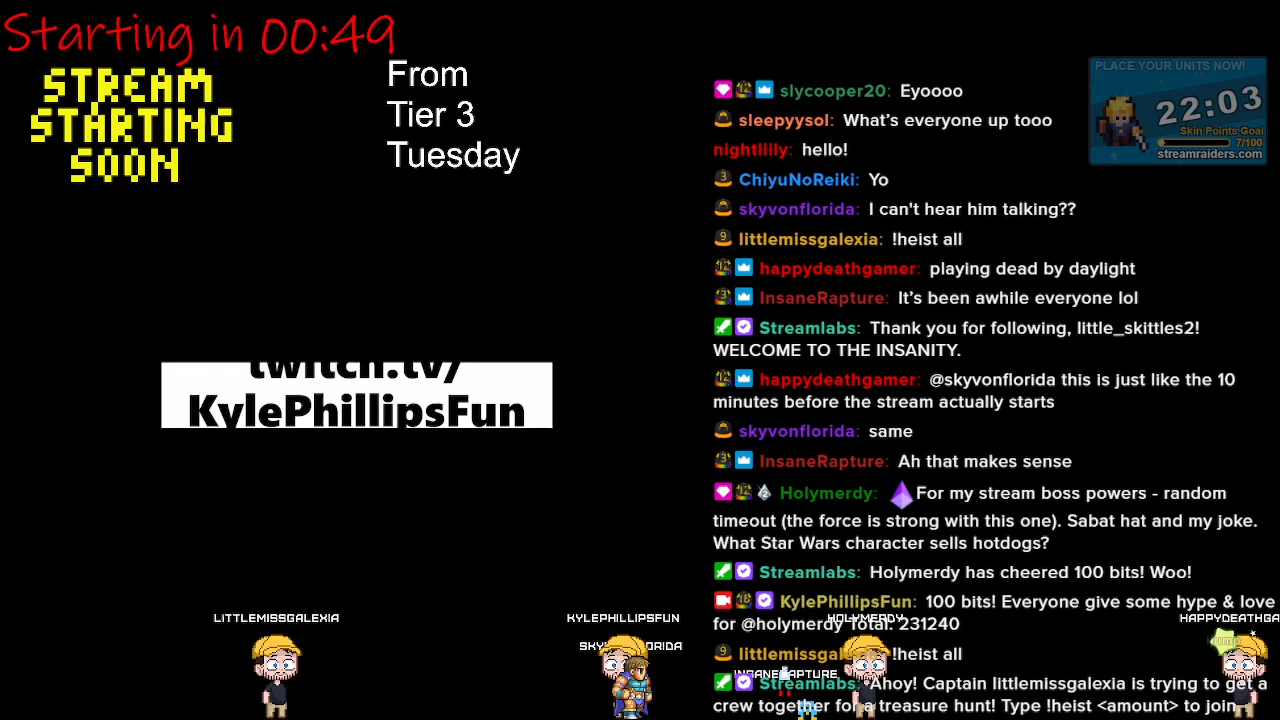 Starting in 00:49
STREAM
STARTING
SOON
From
Tier 3
Tuesday
PLACE YOUR UNITS NOW!
22:03
Skin Points Goal
7/100
streamraiders.com
slycooper20: Eyoooo
sleepyysol: What's everyone up tooo
nightliily: hello!
ChiyuNoReiki: Yo
skyvonflorida: I can't hear him talking??
littlemissgalexia: !heist all
happydeathgamer: playing dead by daylight
InsaneRapture: It's been awhile everyone lol
Streamlabs: Thank you for following, little_skittles2!
WELCOME TO THE INSANITY.
happydeathgamer: @skyvonflorida this is just like the 10
minutes before the stream actually starts
skyvonflorida: same
InsaneRapture: Ah that makes sense
Holymerdy: For my stream boss powers - random
timeout (the force is strong with this one). Sabat hat and my joke.
What Star Wars character sells hotdogs?
Streamlabs: Holymerdy has cheered 100 bits! Woo!
KylePhillipsFun: 100 bits! Everyone give some hype & love
for @holymerdy Total: 231240
littlemissgalexia: !heist all
Streamlabs: Ahoy! Captain littlemissgalexia is trying to get a
crew together for a treasure hunt! Type !heist <amount> to join.
twitch.tv/
KylePhillipsFun
LITTLEMISSGALEXIA
KYLEPHILLIPSFUN
HOLYMERDY
HAPPYDEATHGA
INSANERAPTURE